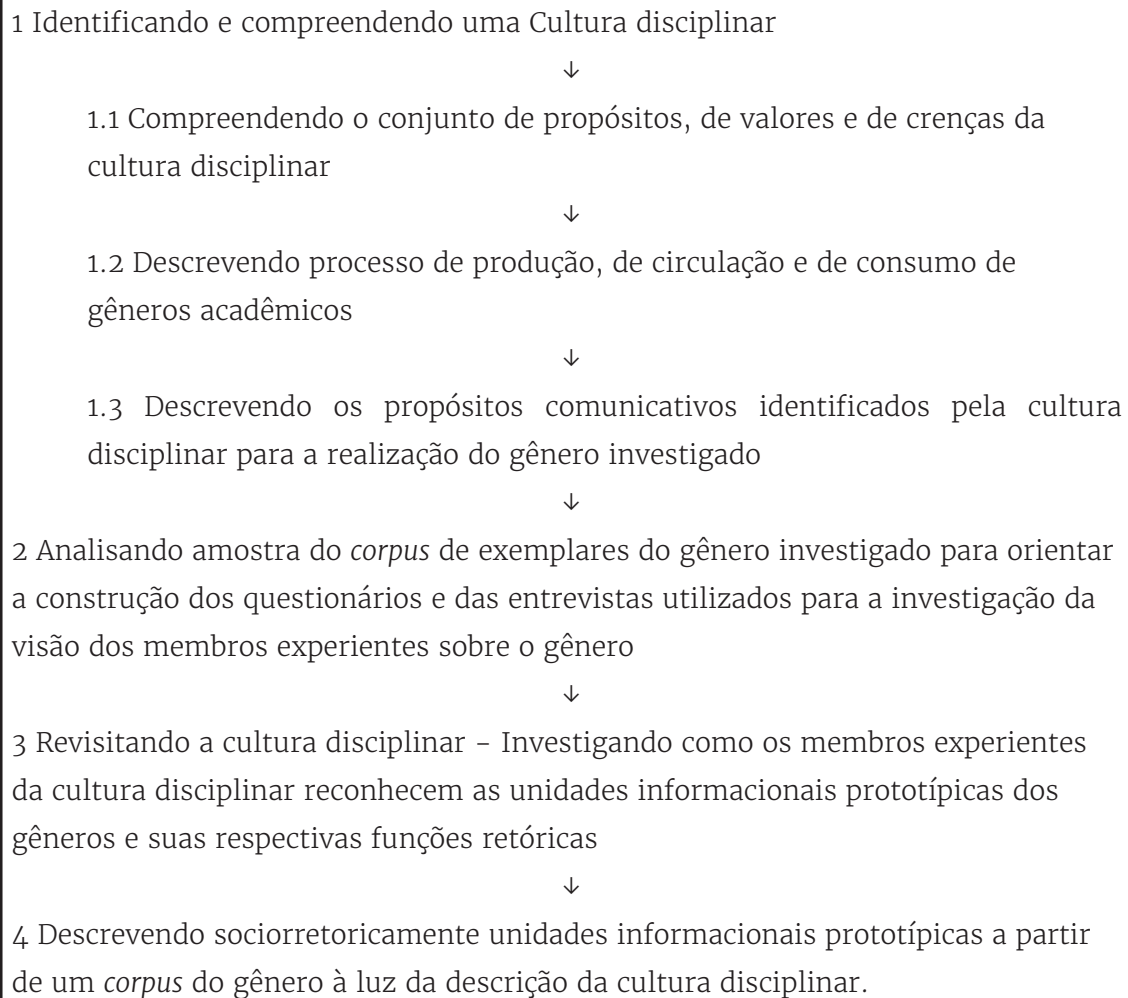 1 Identificando e compreendendo uma Cultura disciplinar
↓
1.1 Compreendendo o conjunto de propósitos, de valores e de crenças da
cultura disciplinar
↓
1.2 Descrevendo processo de produção, de circulação e de consumo de
gêneros acadêmicos
↓
1.3 Descrevendo os propósitos comunicativos identificados pela cultura
disciplinar para a realização do gênero investigado
↓
2 Analisando amostra do corpus de exemplares do gênero investigado para orientar
a construção dos questionários e das entrevistas utilizados para a investigação da
visão dos membros experientes sobre o gênero
↓
3 Revisitando a cultura disciplinar – Investigando como os membros experientes
da cultura disciplinar reconhecem as unidades informacionais prototípicas dos
gêneros e suas respectivas funções retóricas
↓
4 Descrevendo sociorretoricamente unidades informacionais prototípicas a partir
de um corpus do gênero à luz da descrição da cultura disciplinar.